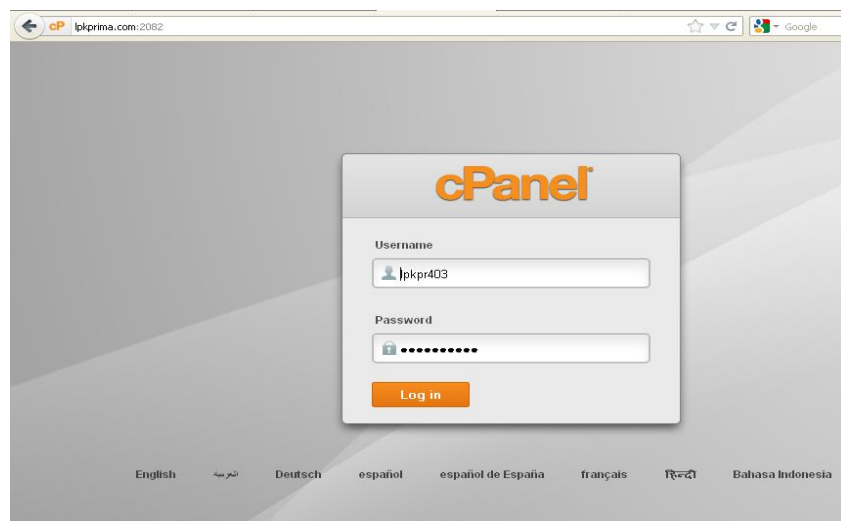 cP lpkprima.com:2082
Google
cPanel
Username
lpkpr403
Password
Log in
English العربية Deutsch español español de España français हिन्दी Bahasa Indonesia